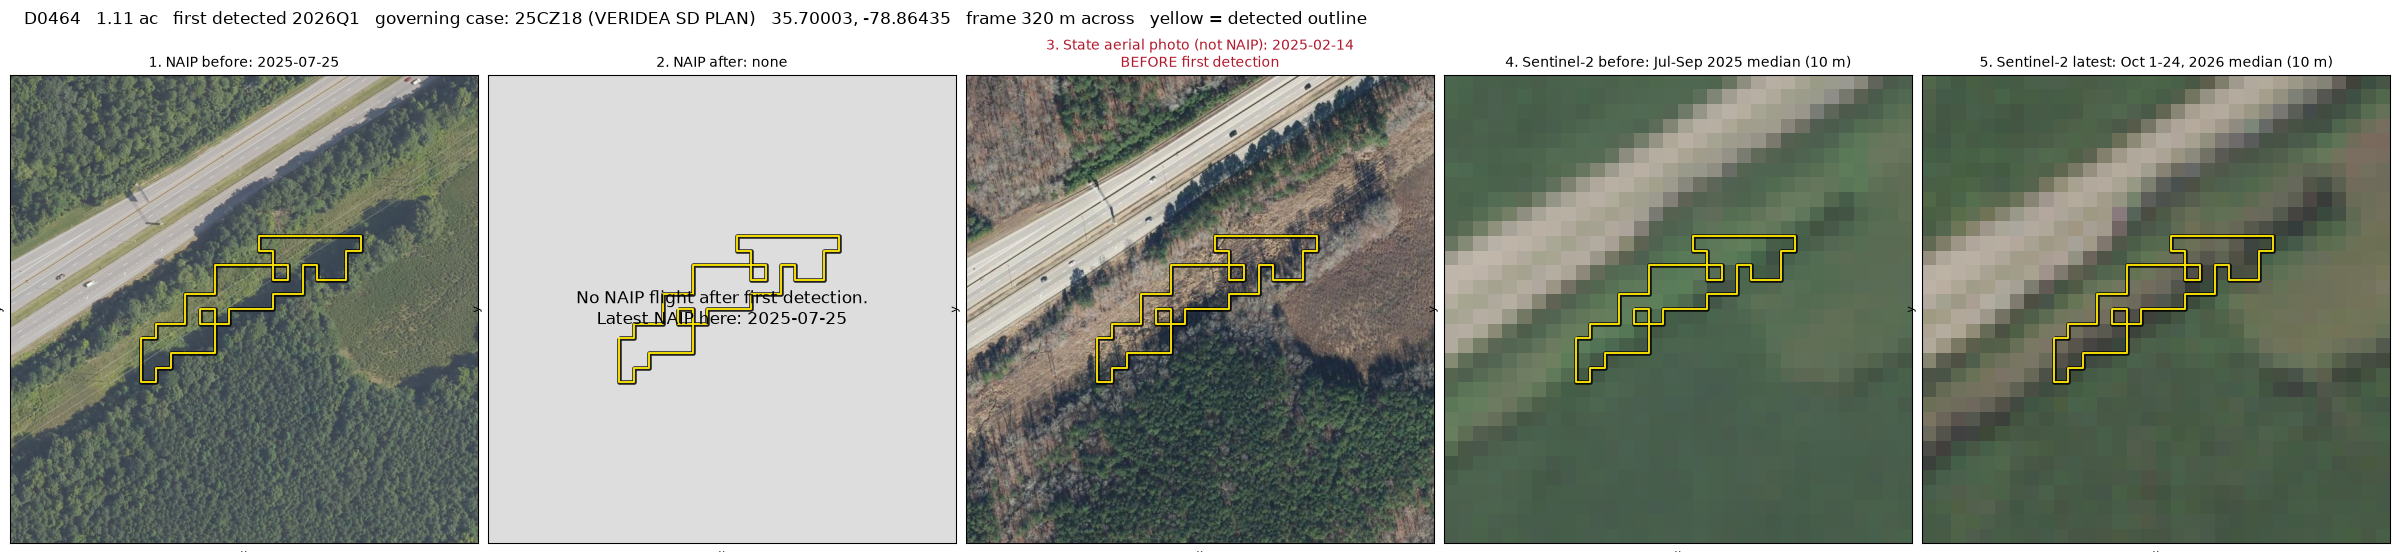 D0464   1.11 ac   first detected 2026Q1   governing case: 25CZ18 (VERIDEA SD PLAN)   35.70003, -78.86435   frame 320 m across   yellow = detected outline
1. NAIP before: 2025-07-25
2. NAIP after: none
No NAIP flight after first detection.
Latest NAIP here: 2025-07-25
3. State aerial photo (not NAIP): 2025-02-14
BEFORE first detection
4. Sentinel-2 before: Jul-Sep 2025 median (10 m)
5. Sentinel-2 latest: Oct 1-24, 2026 median (10 m)